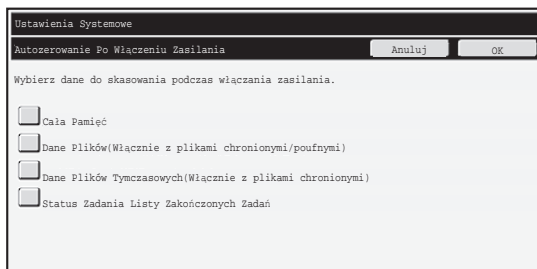 Ustawienia Systemowe
Autozerowanie Po Włączeniu Zasilania Anuluj OK
Wybierz dane do skasowania podczas włączania zasilania.
Cała Pamięć
Dane Plików(Włącznie z plikami chronionymi/poufnymi)
Dane Plików Tymczasowych(Włącznie z plikami chronionymi)
Status Zadania Listy Zakończonych Zadań